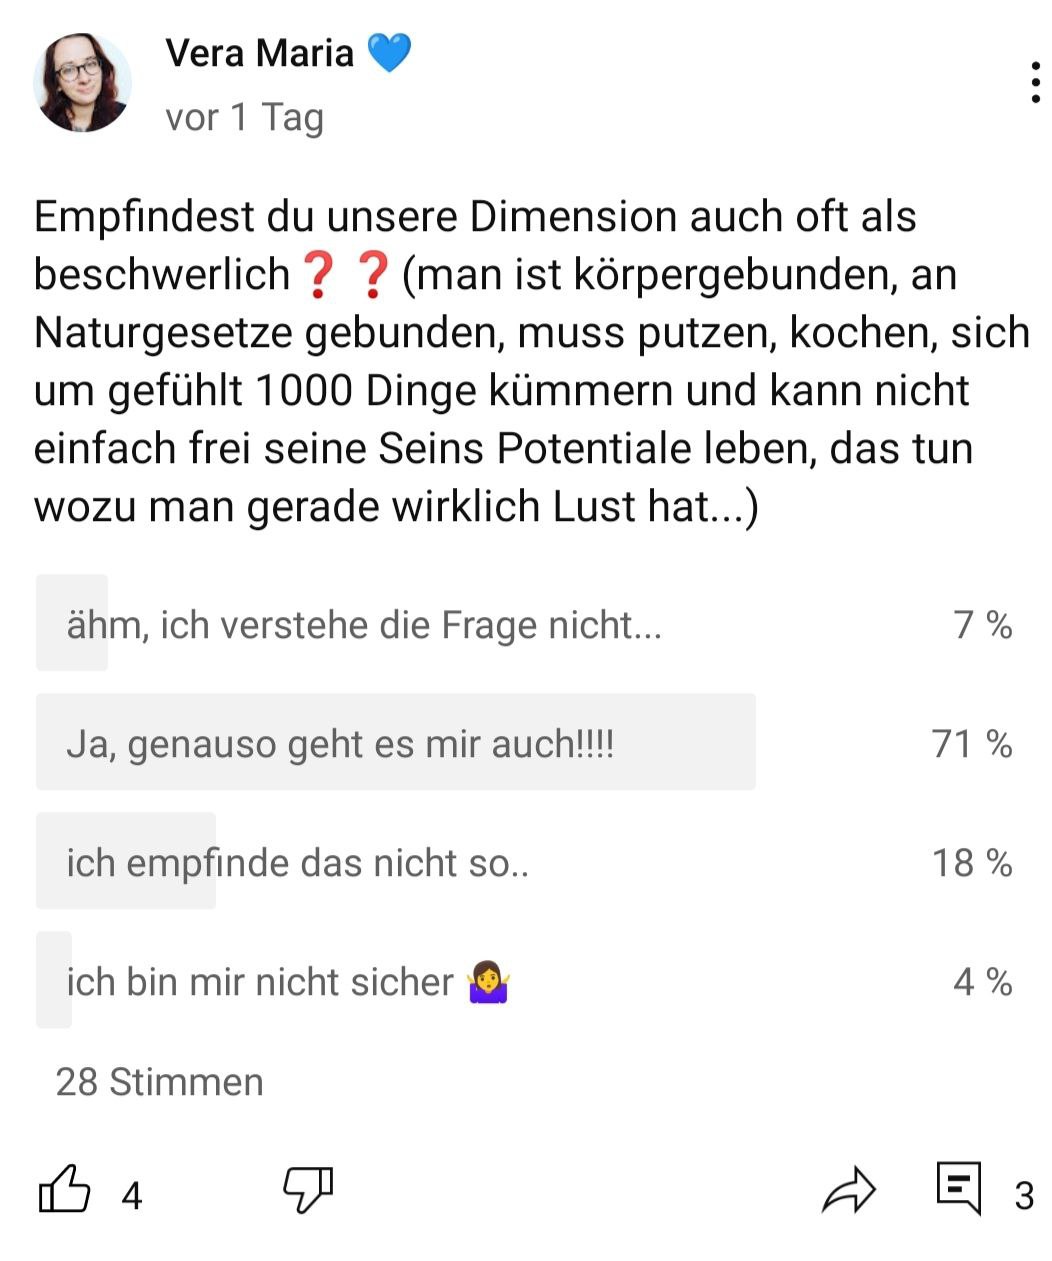 Vera Maria 💙
vor 1 Tag
Empfindest du unsere Dimension auch oft als
beschwerlich❓❓(man ist körpergebunden, an
Naturgesetze gebunden, muss putzen, kochen, sich
um gefühlt 1000 Dinge kümmern und kann nicht
einfach frei seine Seins Potentiale leben, das tun
wozu man gerade wirklich Lust hat...)
ähm, ich verstehe die Frage nicht... 7 %
Ja, genauso geht es mir auch!!!! 71 %
ich empfinde das nicht so.. 18 %
ich bin mir nicht sicher 🤷‍♀️ 4 %
28 Stimmen
4 3